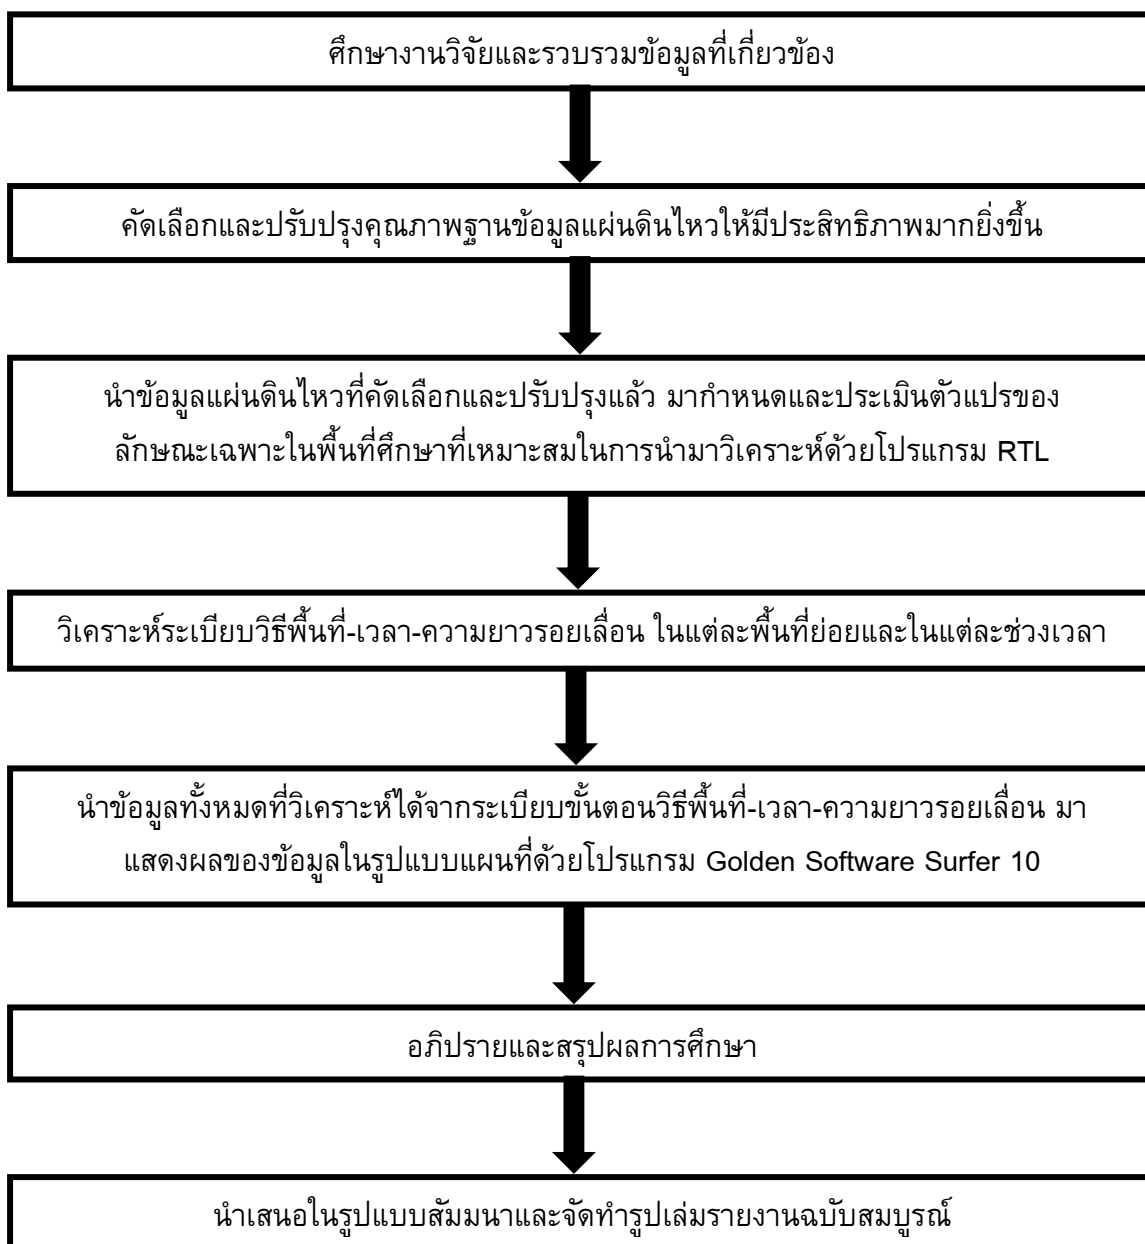 ศึกษางานวิจัยและรวบรวมข้อมูลที่เกี่ยวข้อง
คัดเลือกและปรับปรุงคุณภาพฐานข้อมูลแผ่นดินไหวให้มีประสิทธิภาพมากยิ่งขึ้น
นำข้อมูลแผ่นดินไหวที่คัดเลือกและปรับปรุงแล้ว มากำหนดและประเมินตัวแปรของ
ลักษณะเฉพาะในพื้นที่ศึกษาที่เหมาะสมในการนำมาวิเคราะห์ด้วยโปรแกรม RTL
วิเคราะห์ระเบียบวิธีพื้นที่-เวลา-ความยาวรอยเลื่อน ในแต่ละพื้นที่ย่อยและในแต่ละช่วงเวลา
นำข้อมูลทั้งหมดที่วิเคราะห์ได้จากระเบียบขั้นตอนวิธีพื้นที่-เวลา-ความยาวรอยเลื่อน มา
แสดงผลของข้อมูลในรูปแบบแผนที่ด้วยโปรแกรม Golden Software Surfer 10
อภิปรายและสรุปผลการศึกษา
นำเสนอในรูปแบบสัมมนาและจัดทำรูปเล่มรายงานฉบับสมบูรณ์